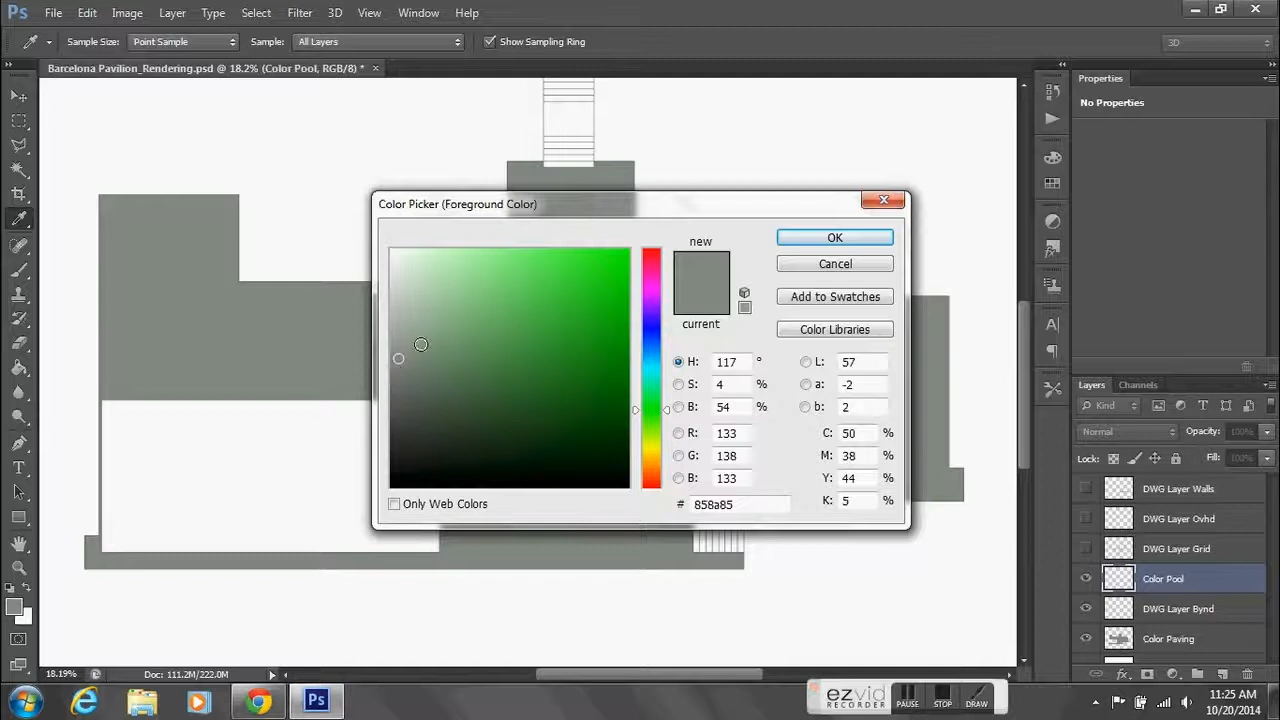 Ps File Edit Image Layer Type Select Filter 3D View Window Help
Sample Size: Point Sample Sample: All Layers Show Sampling Ring 3D
Barcelona Pavilion_Rendering.psd @ 18.2% (Color Pool, RGB/8) * ×
Properties
No Properties
Color Picker (Foreground Color)
new
current
OK
Cancel
Add to Swatches
Color Libraries
H: 117 ° L: 57
S: 4 % a: -2
B: 54 % b: 2
R: 133 C: 50 %
G: 138 M: 38 %
B: 133 Y: 44 %
# 858a85 K: 5 %
Only Web Colors
Layers Channels
Kind
Normal Opacity: 100%
Lock: Fill: 100%
DWG Layer Walls
DWG Layer Ovhd
DWG Layer Grid
Color Pool
DWG Layer Bynd
Color Paving
18.19% Doc: 111.2M/222.0M
ezvid
RECORDER
PAUSE STOP DRAW
11:25 AM
10/20/2014